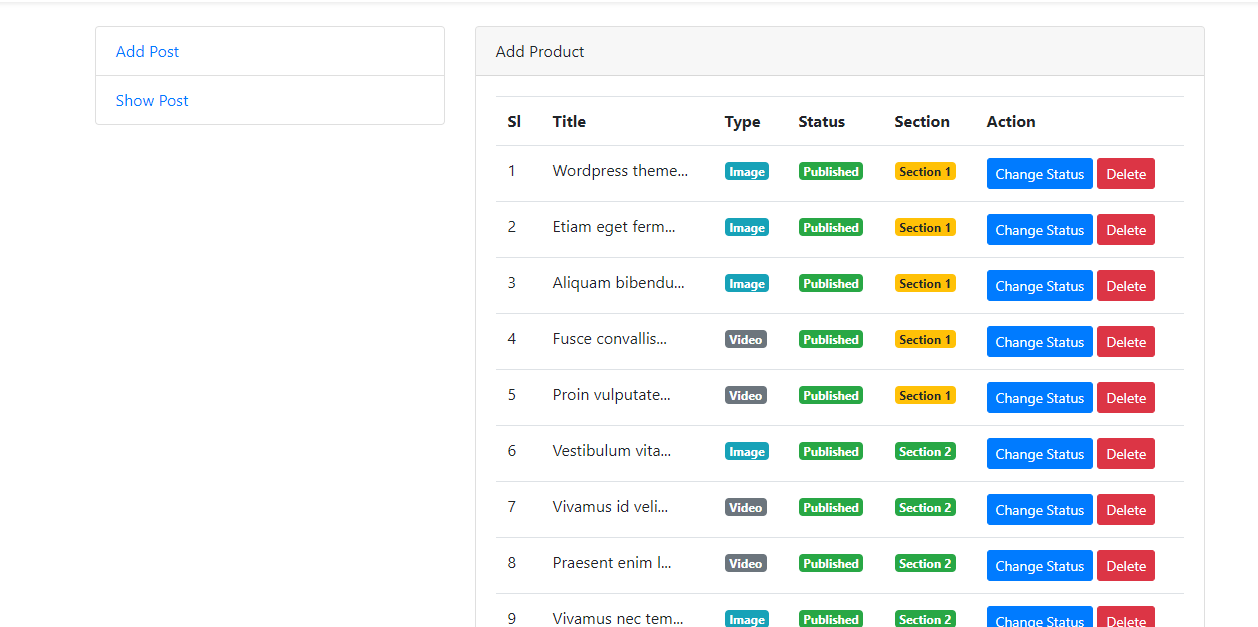 Add Post
Show Post
Add Product
Sl Title Type Status Section Action
1 Wordpress theme... Image Published Section 1 Change Status Delete
2 Etiam eget ferm... Image Published Section 1 Change Status Delete
3 Aliquam bibendu... Image Published Section 1 Change Status Delete
4 Fusce convallis... Video Published Section 1 Change Status Delete
5 Proin vulputate... Video Published Section 1 Change Status Delete
6 Vestibulum vita... Image Published Section 2 Change Status Delete
7 Vivamus id veli... Video Published Section 2 Change Status Delete
8 Praesent enim l... Video Published Section 2 Change Status Delete
9 Vivamus nec tem... Image Published Section 2 Change Status Delete